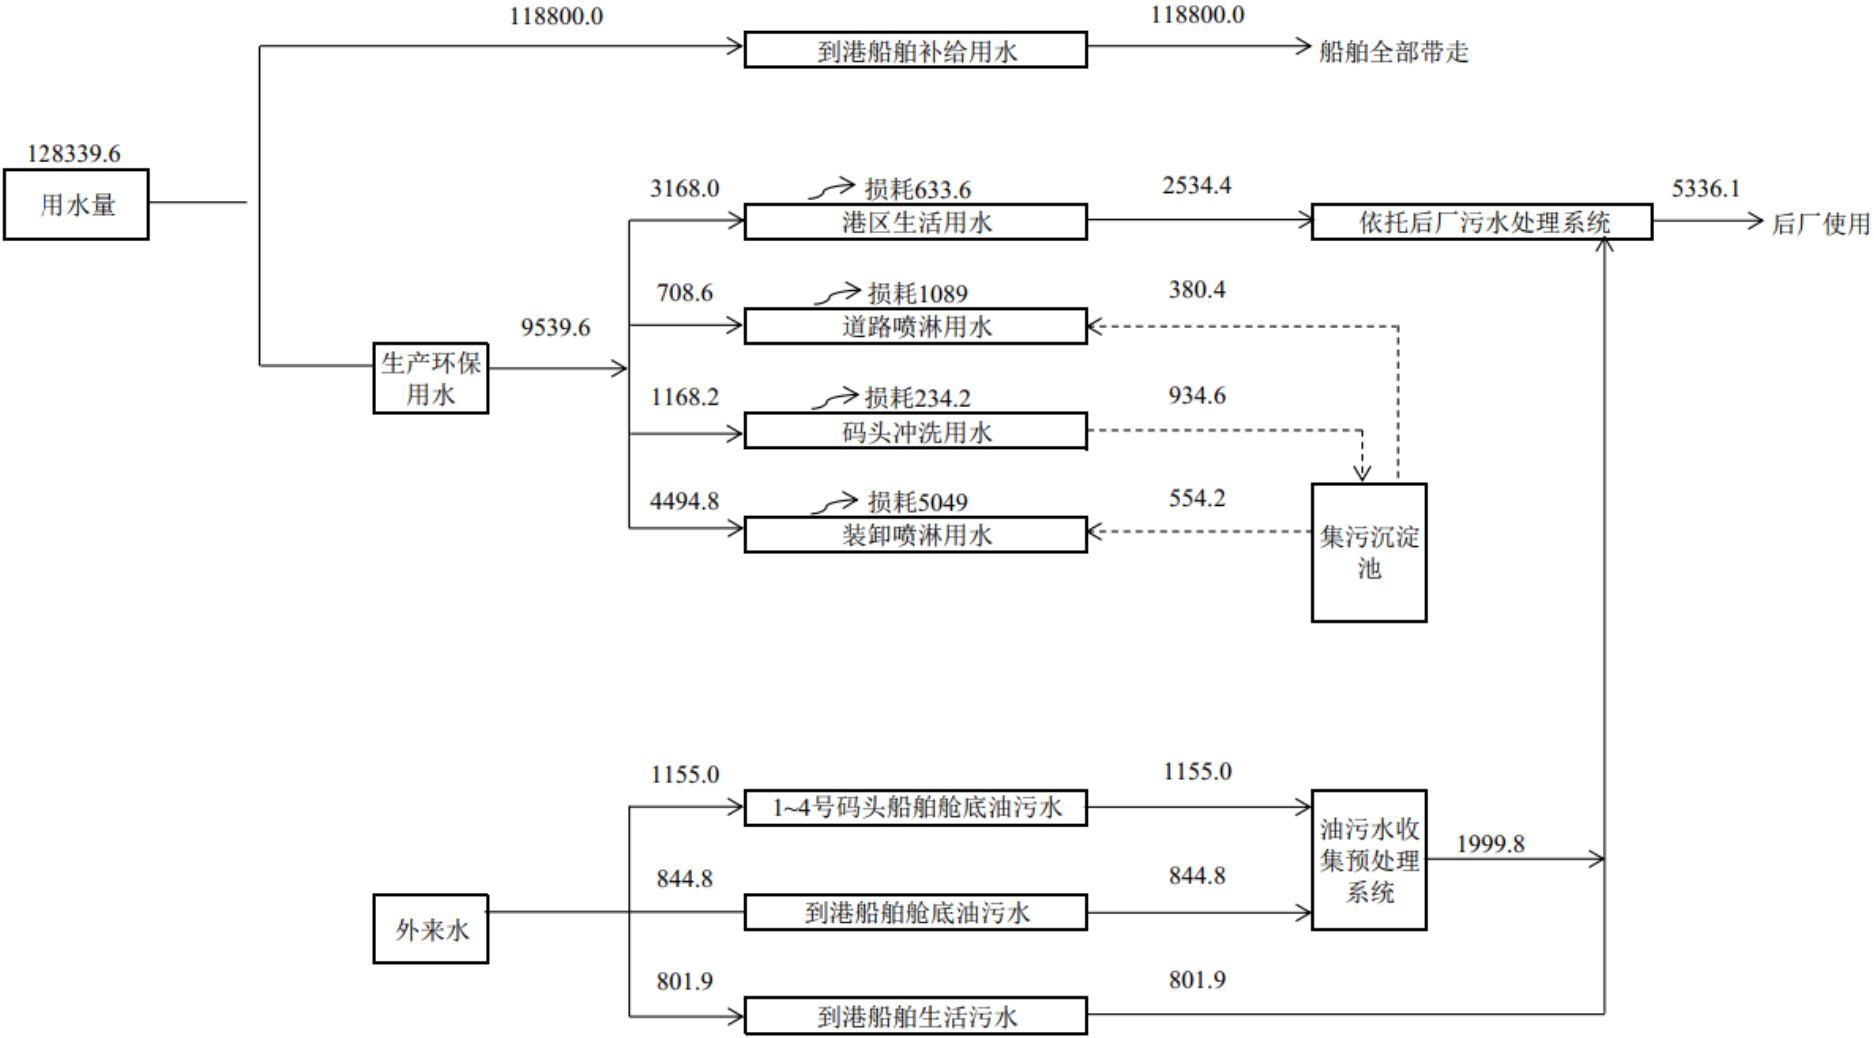 118800.0
118800.0
到港船舶补给用水
船舶全部带走
128339.6
用水量
3168.0
损耗633.6
2534.4
5336.1
港区生活用水
依托后厂污水处理系统
后厂使用
708.6
损耗1089
380.4
道路喷淋用水
9539.6
生产环保
用水
1168.2
损耗234.2
934.6
码头冲洗用水
4494.8
损耗5049
554.2
装卸喷淋用水
集污沉淀
池
1155.0
1155.0
1~4号码头船舶舱底油污水
油污水收
集预处理
系统
1999.8
844.8
844.8
到港船舶舱底油污水
外来水
801.9
801.9
到港船舶生活污水